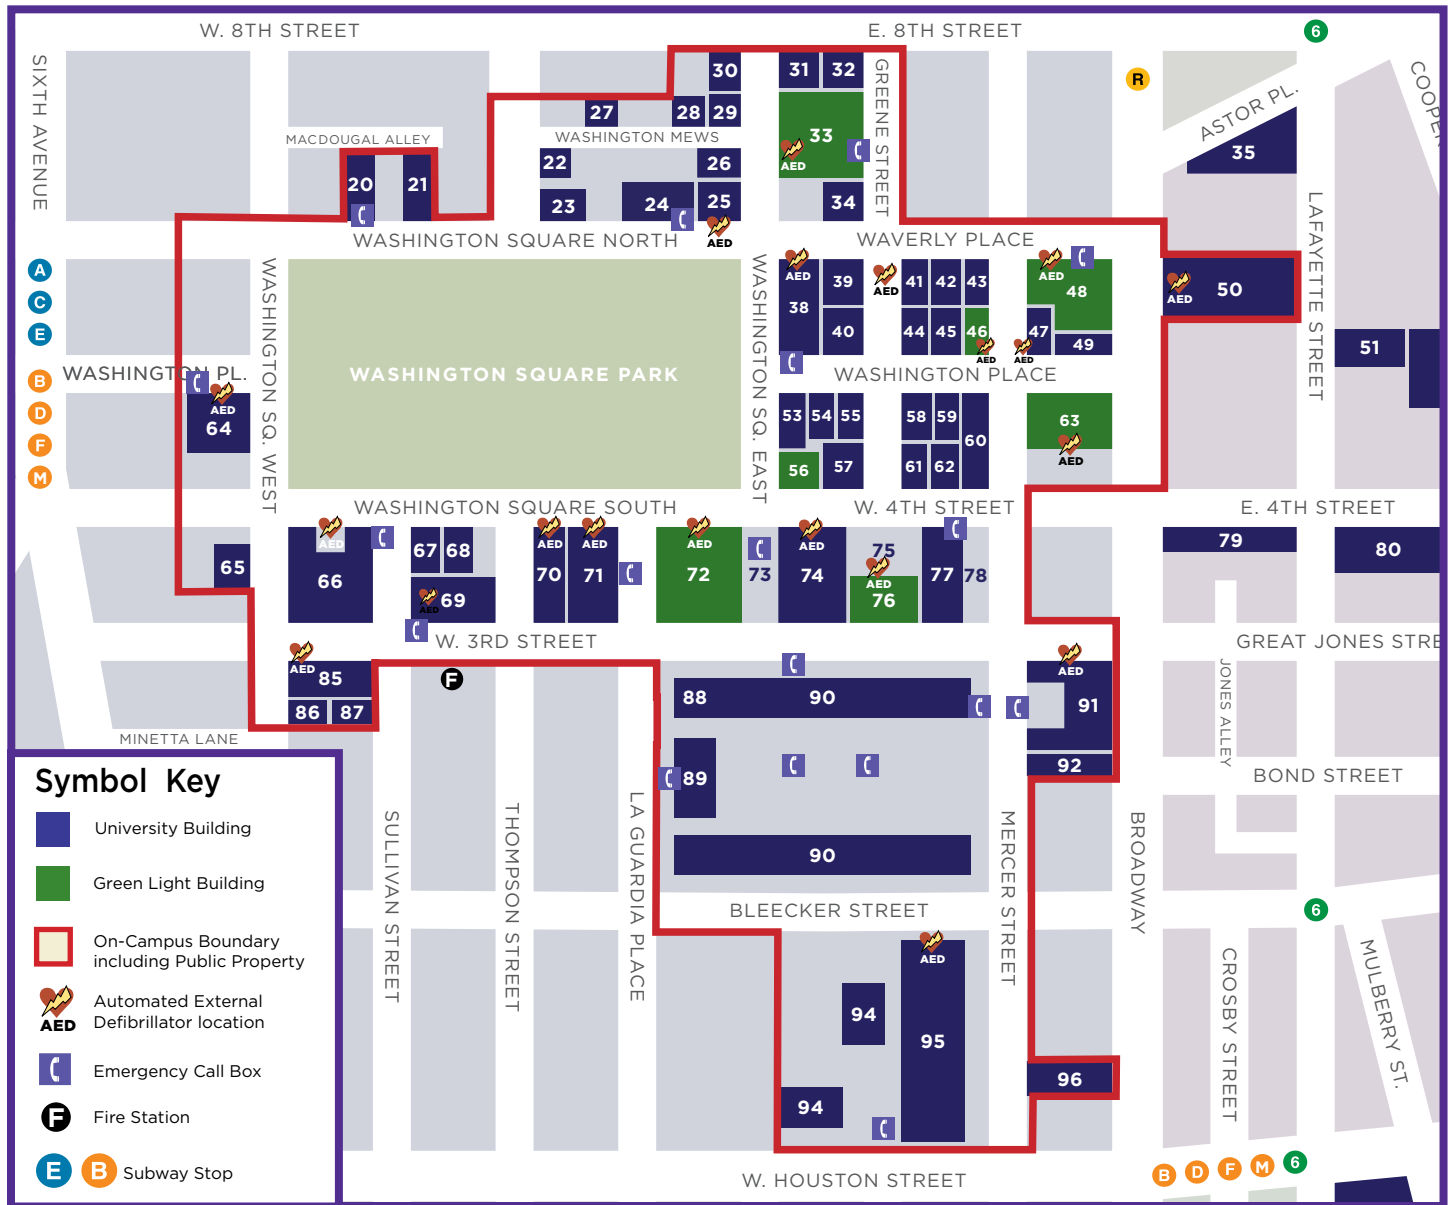 W. 8TH STREET
E. 8TH STREET
6
SIXTH AVENUE
GREENE STREET
R
ASTOR PL.
COOPER
30
31
32
27
28
29
MACDOUGAL ALLEY
WASHINGTON MEWS
33
AED
35
22
26
20
21
23
24
25
34
AED
LAFAYETTE STREET
WASHINGTON SQUARE NORTH
WAVERLY PLACE
A
C
E
B
D
F
M
WASHINGTON SQ. WEST
WASHINGTON SQ. EAST
AED
38
39
40
AED
41
42
43
44
45
46
AED
AED
48
47
AED
49
AED
50
51
WASHINGTON PL.
WASHINGTON SQUARE PARK
WASHINGTON PLACE
AED
64
53
54
55
56
57
58
59
60
61
62
63
AED
WASHINGTON SQUARE SOUTH
W. 4TH STREET
E. 4TH STREET
65
AED
66
67
68
AED
69
AED
70
AED
71
AED
72
73
AED
74
75
AED
76
77
78
79
80
W. 3RD STREET
GREAT JONES STRE
JONES ALLEY
AED
85
86
87
F
88
90
89
90
AED
91
92
MINETTA LANE
BOND STREET
SULLIVAN STREET
THOMPSON STREET
LA GUARDIA PLACE
MERCER STREET
BROADWAY
BLEECKER STREET
6
CROSBY STREET
MULBERRY ST.
AED
94
95
94
96
W. HOUSTON STREET
B
D
F
M
6
Symbol Key
University Building
Green Light Building
On-Campus Boundary
including Public Property
Automated External
AED
Defibrillator location
Emergency Call Box
F
Fire Station
E
B
Subway Stop